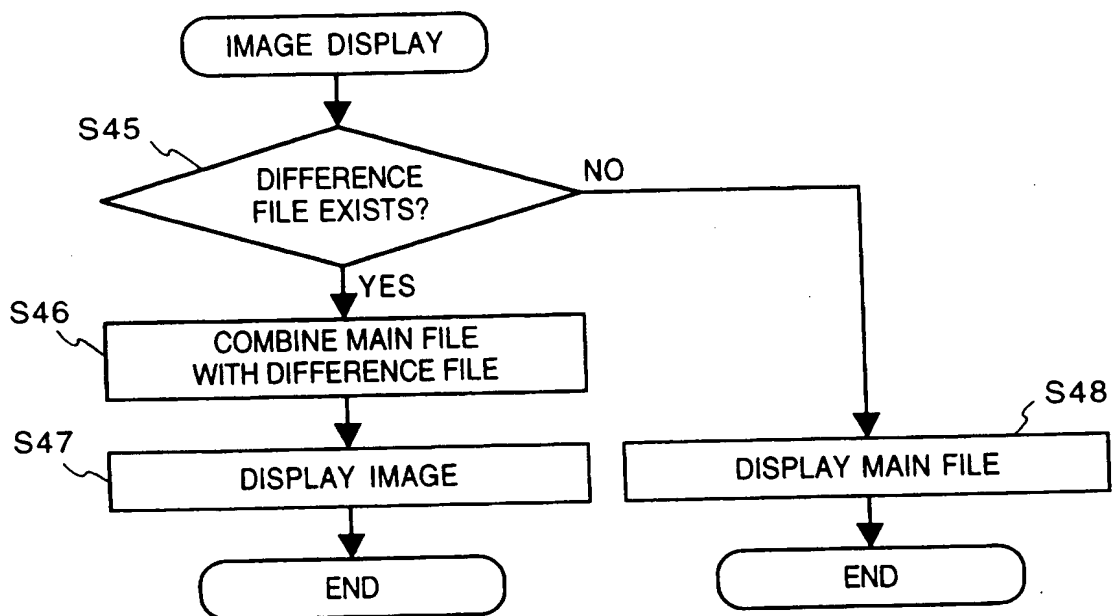 IMAGE DISPLAY
S45
DIFFERENCE
FILE EXISTS?
NO
YES
S46
COMBINE MAIN FILE
WITH DIFFERENCE FILE
S47
DISPLAY IMAGE
END
S48
DISPLAY MAIN FILE
END